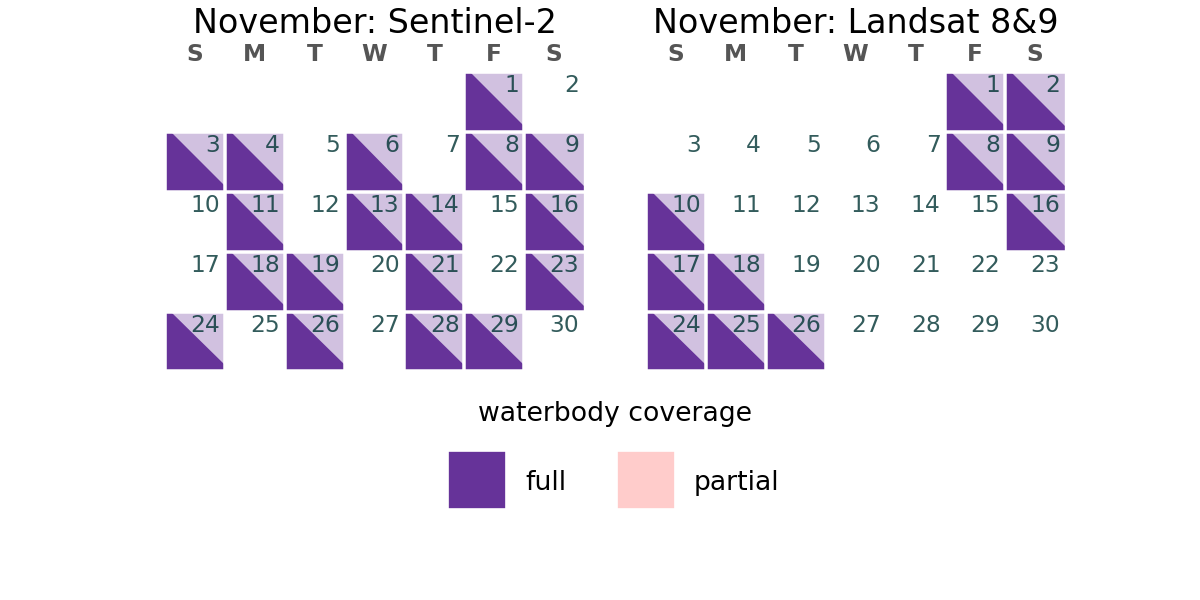 November: Sentinel-2
S M T W T F S
1 2
3 4 5 6 7 8 9
10 11 12 13 14 15 16
17 18 19 20 21 22 23
24 25 26 27 28 29 30
November: Landsat 8&9
S M T W T F S
1 2
3 4 5 6 7 8 9
10 11 12 13 14 15 16
17 18 19 20 21 22 23
24 25 26 27 28 29 30
waterbody coverage
full
partial